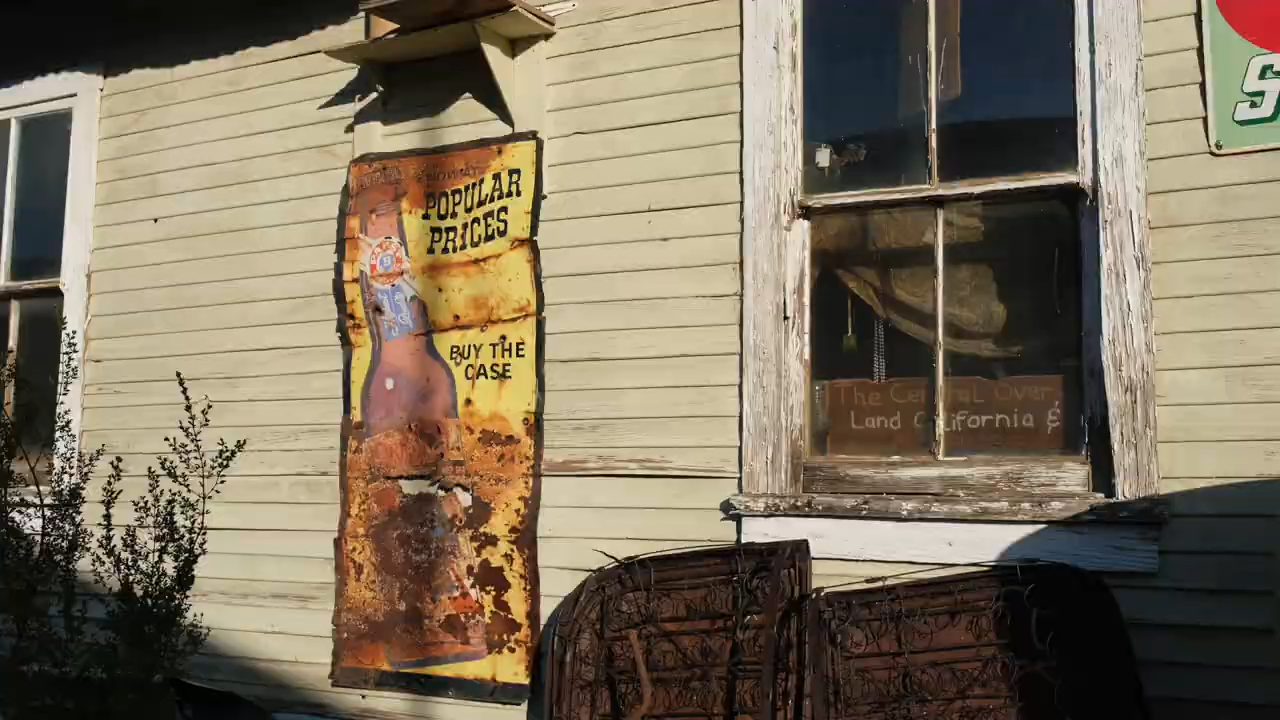 POPULAR
PRICES
BUY THE
CASE
The Central Over
Land California &
S